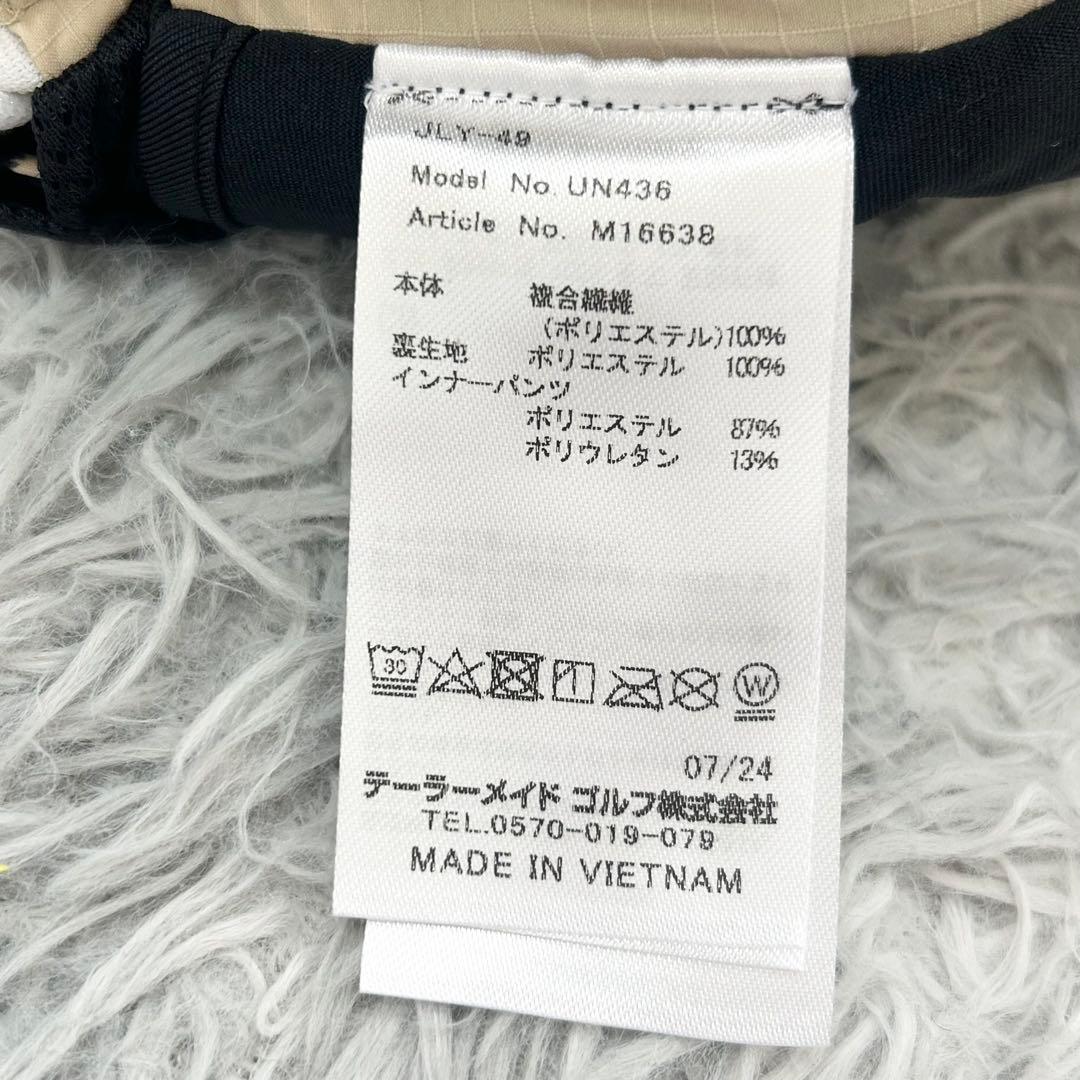 JLY-49
Model No. UN436
Article No. M16638
本体 複合繊維
(ポリエステル)100%
裏生地 ポリエステル 100%
インナーパンツ
ポリエステル 87%
ポリウレタン 13%
30 W
07/24
テーラーメイド ゴルフ株式会社
TEL.0570-019-079
MADE IN VIETNAM